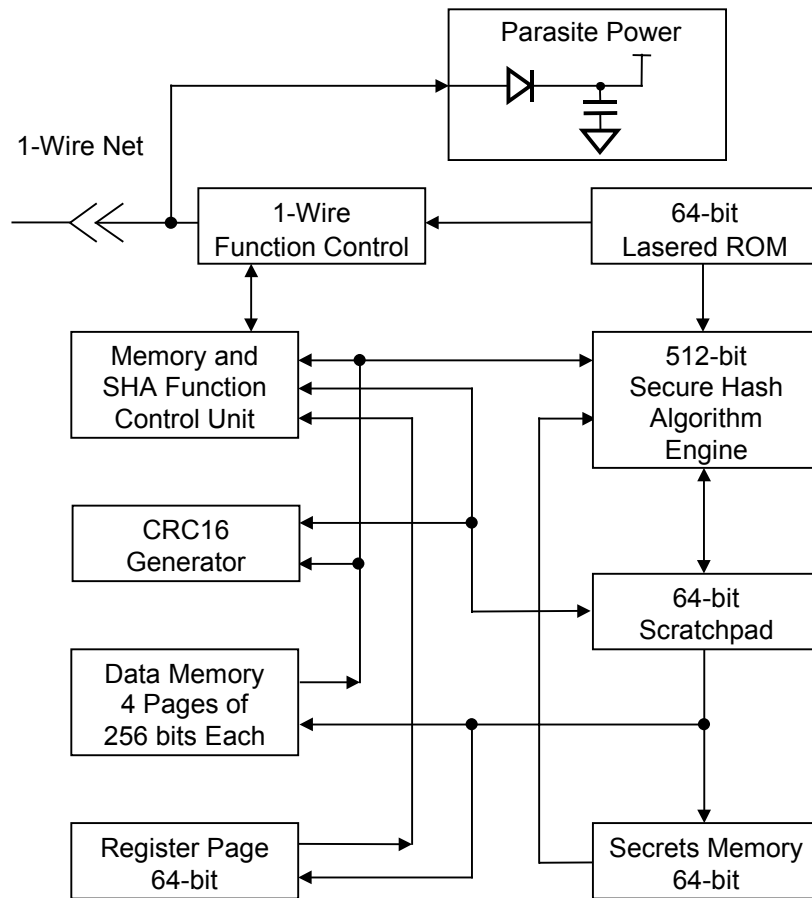 Parasite Power
1-Wire Net
1-Wire
Function Control
64-bit
Lasered ROM
Memory and
SHA Function
Control Unit
512-bit
Secure Hash
Algorithm
Engine
CRC16
Generator
64-bit
Scratchpad
Data Memory
4 Pages of
256 bits Each
Register Page
64-bit
Secrets Memory
64-bit